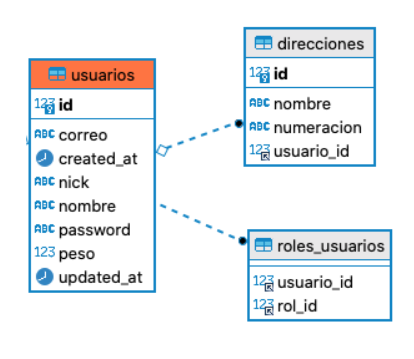 usuarios
123 id
ABC correo
created_at
ABC nick
ABC nombre
ABC password
123 peso
updated_at
direcciones
123 id
ABC nombre
ABC numeracion
123 usuario_id
roles_usuarios
123 usuario_id
123 rol_id